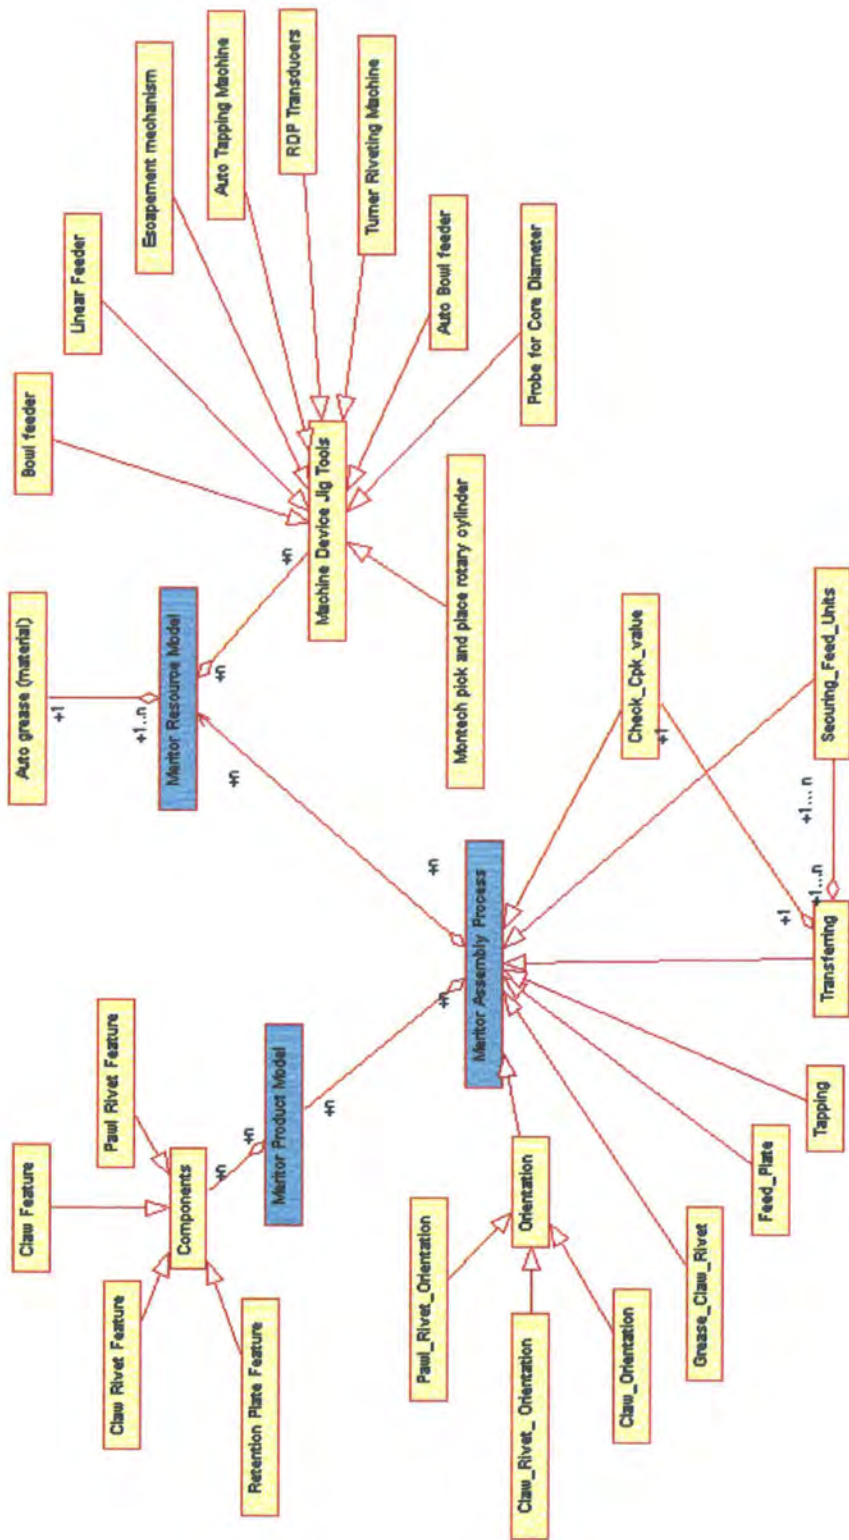 Claw Feature
Bowl feeder
Auto grease (material)
Linear Feeder
+1
Claw Rivet Feature
Pawl Rivet Feature
Escapement mechanism
+1..n
Components
Meritor Resource Model
Auto Tapping Machine
+n
+n
+n
+n
Retention Plate Feature
Meritor Product Model
+n
+n
RDP Transducers
Machine Device Jig Tools
+n
Turner Riveting Machine
Pawl_Rivet_Orientation
+n
+n
Auto Bowl feeder
Montech pick and place rotary cylinder
Meritor Assembly Process
Claw_Rivet_ Orientation
Orientation
Probe for Core Diameter
Claw_Orientation
Check_Cpk_value
+1
Grease_Claw_Rivet
Feed_Plate
+1
Tapping
+1...n
+1... n
Transferring
Securing_Feed_Units